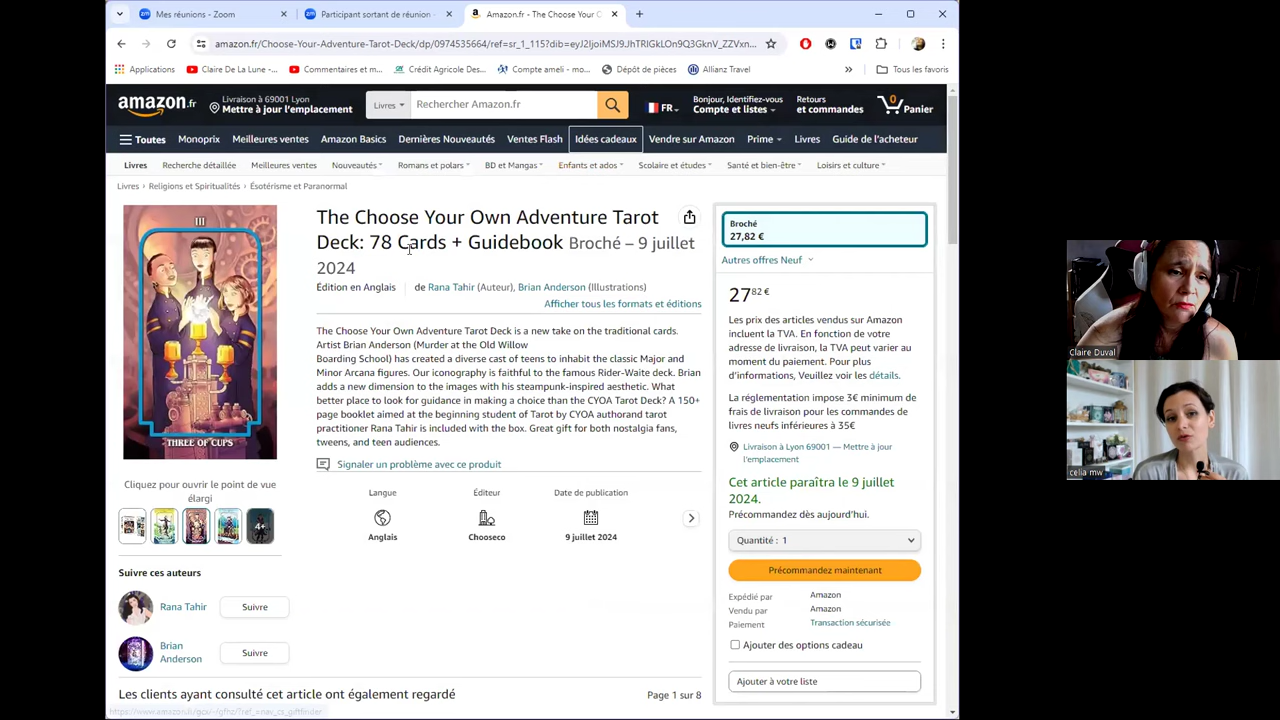 Mes réunions - Zoom
Participant sortant de réunion -
Amazon.fr - The Choose Your O
amazon.fr/Choose-Your-Adventure-Tarot-Deck/dp/0974535664/ref=sr_1_115?dib=eyJ2IjoiMSJ9.JhTRIGkLOn9Q3GknV_ZZVxn...
Applications
Claire De La Lune -...
Commentaires et m...
Crédit Agricole Des...
Compte ameli - mo...
Dépôt de pièces
Allianz Travel
»
Tous les favoris
amazon.fr
Livraison à 69001 Lyon
Mettre à jour l'emplacement
Livres
Rechercher Amazon.fr
FR
Bonjour, Identifiez-vous
Compte et listes
Retours
et commandes
0
Panier
Toutes Monoprix Meilleures ventes Amazon Basics Dernières Nouveautés Ventes Flash Idées cadeaux Vendre sur Amazon Prime Livres Guide de l'acheteur
Livres Recherche détaillée Meilleures ventes Nouveautés Romans et polars BD et Mangas Enfants et ados Scolaire et études Santé et bien-être Loisirs et culture
Livres › Religions et Spiritualités › Ésotérisme et Paranormal
III
THREE OF CUPS
Cliquez pour ouvrir le point de vue
élargi
4+
Suivre ces auteurs
Rana Tahir
Suivre
Brian
Anderson
Suivre
The Choose Your Own Adventure Tarot
Deck: 78 Cards + Guidebook Broché – 9 juillet
2024
Édition en Anglais de Rana Tahir (Auteur), Brian Anderson (Illustrations)
Afficher tous les formats et éditions
The Choose Your Own Adventure Tarot Deck is a new take on the traditional cards.
Artist Brian Anderson (Murder at the Old Willow
Boarding School) has created a diverse cast of teens to inhabit the classic Major and
Minor Arcana figures. Our iconography is faithful to the famous Rider-Waite deck. Brian
adds a new dimension to the images with his steampunk-inspired aesthetic. What
better place to look for guidance in making a choice than the CYOA Tarot Deck? A 150+
page booklet aimed at the beginning student of Tarot by CYOA authorand tarot
practitioner Rana Tahir is included with the box. Great gift for both nostalgia fans,
tweens, and teen audiences.
Signaler un problème avec ce produit
Langue
Anglais
Éditeur
Chooseco
Date de publication
9 juillet 2024
Broché
27,82 €
Autres offres Neuf
27 82 €
Les prix des articles vendus sur Amazon
incluent la TVA. En fonction de votre
adresse de livraison, la TVA peut varier au
moment du paiement. Pour plus
d'informations, Veuillez voir les détails.
La réglementation impose 3€ minimum de
frais de livraison pour les commandes de
livres neufs inférieures à 35€
Livraison à Lyon 69001 — Mettre à jour
l'emplacement
Cet article paraîtra le 9 juillet
2024.
Précommandez dès aujourd'hui.
Quantité : 1
Précommandez maintenant
Expédié par Amazon
Vendu par Amazon
Paiement Transaction sécurisée
Ajouter des options cadeau
Ajouter à votre liste
Les clients ayant consulté cet article ont également regardé
Page 1 sur 8
Claire Duval
celia mw